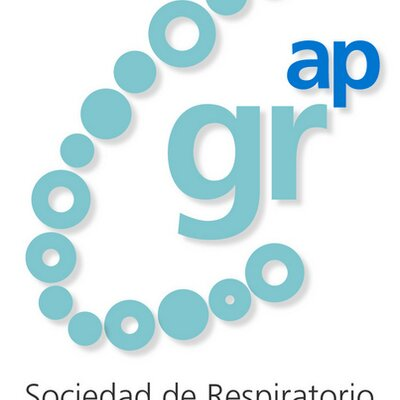 ap
gr
Sociedad de Respiratorio